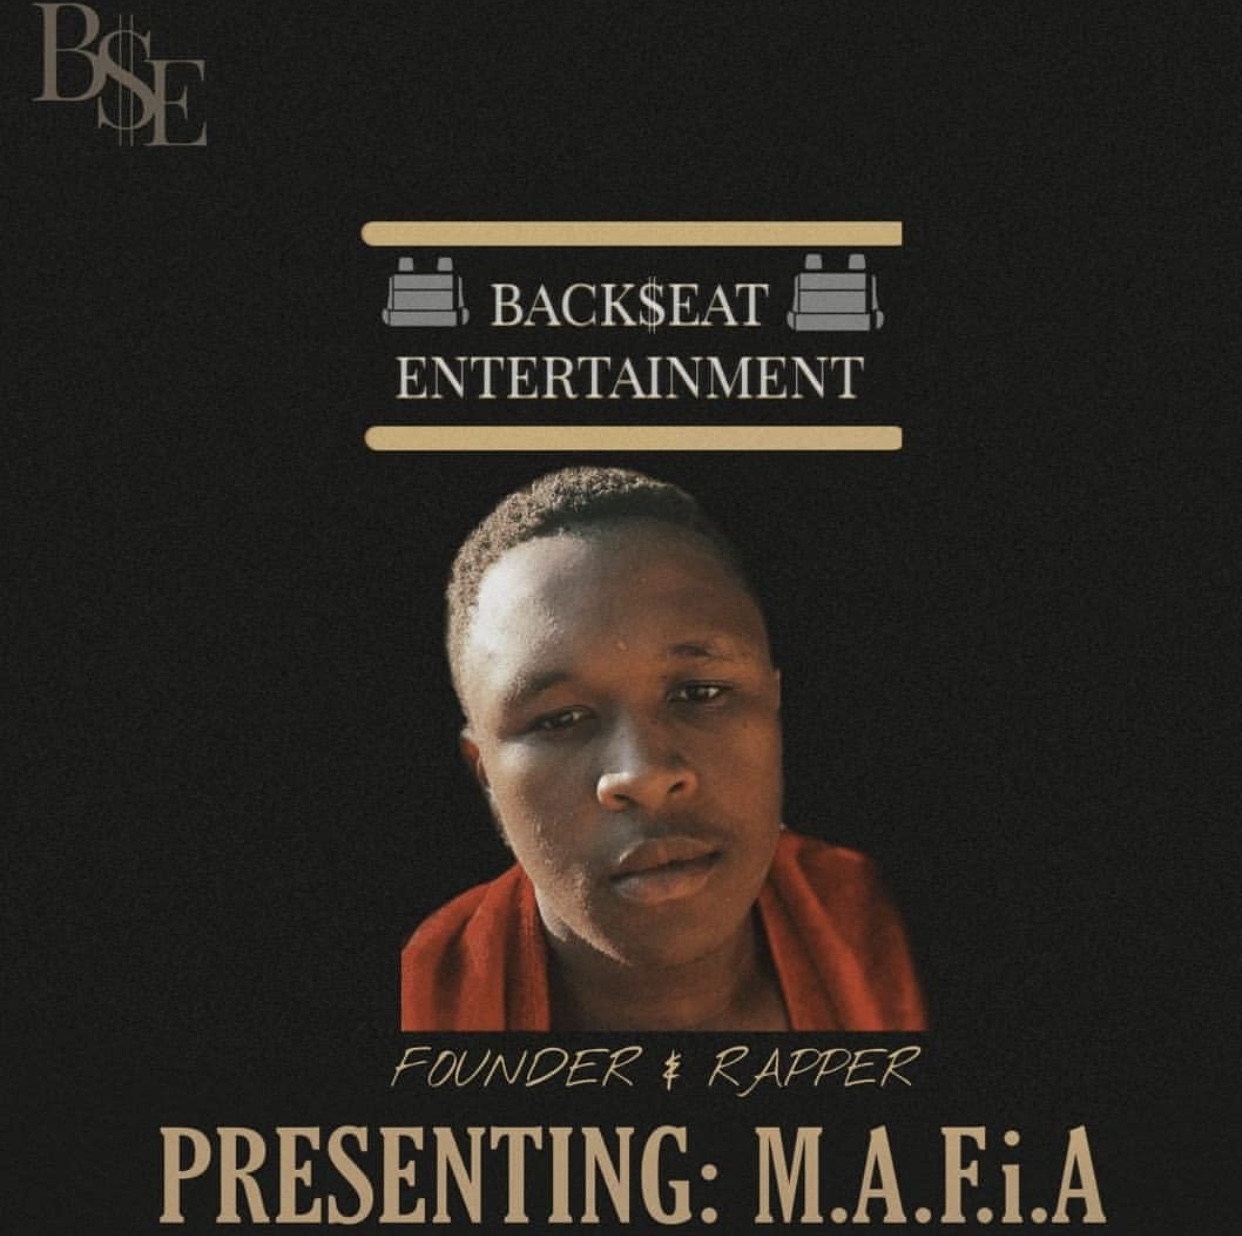 B$E
BACK$EAT
ENTERTAINMENT
FOUNDER & RAPPER
PRESENTING: M.A.F.i.A